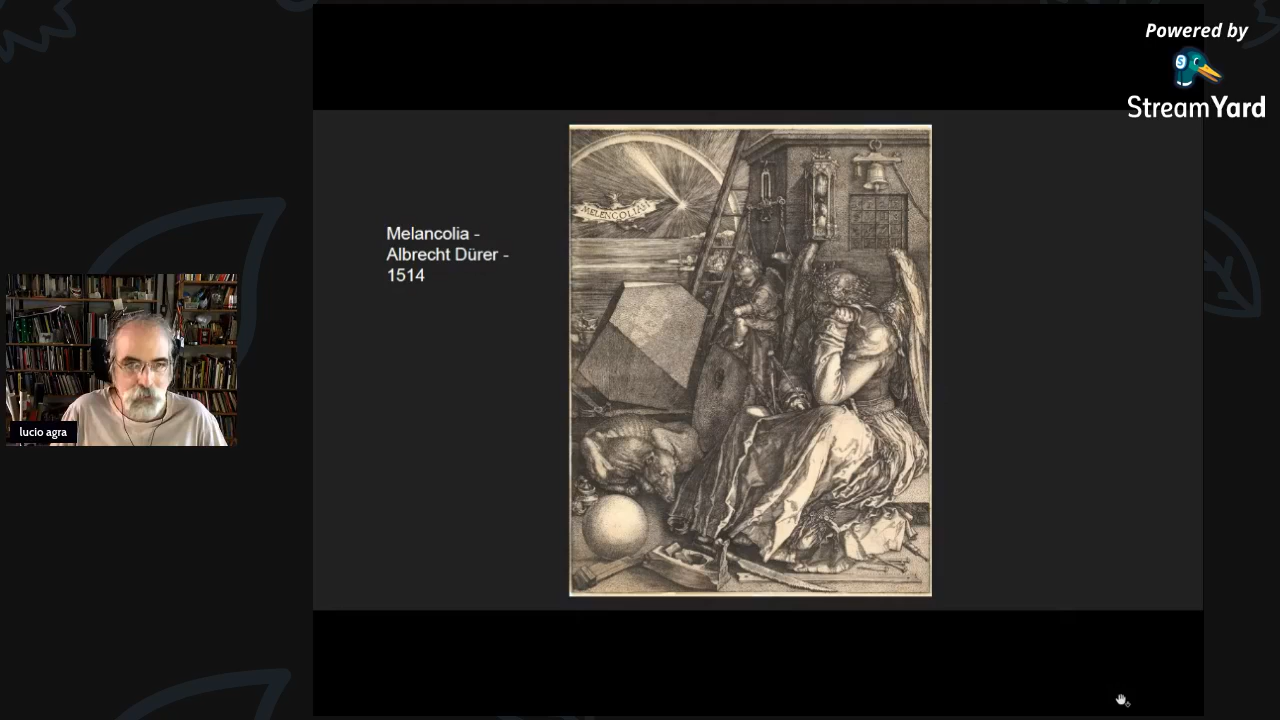 Powered by
StreamYard
Melancolia -
Albrecht Dürer -
1514
MELENCOLIA
lucio agra